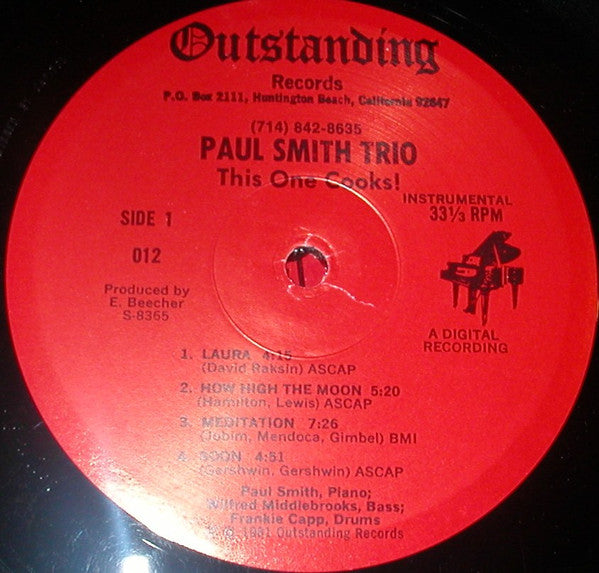 Outstanding
Records
P.O. Box 2111, Huntington Beach, California 92647
(714) 842-8635
PAUL SMITH TRIO
This One Cooks!
INSTRUMENTAL
33⅓ RPM
SIDE 1
012
Produced by
E. Beecher
S-8365
A DIGITAL
RECORDING
1. LAURA 4:15
(David Raksin) ASCAP
2. HOW HIGH THE MOON 5:20
(Hamilton, Lewis) ASCAP
3. MEDITATION 7:26
(Jobim, Mendoca, Gimbel) BMI
4. SOON 4:51
(Gershwin, Gershwin) ASCAP
Paul Smith, Piano;
Wilfred Middlebrooks, Bass;
Frankie Capp, Drums
1981 Outstanding Records